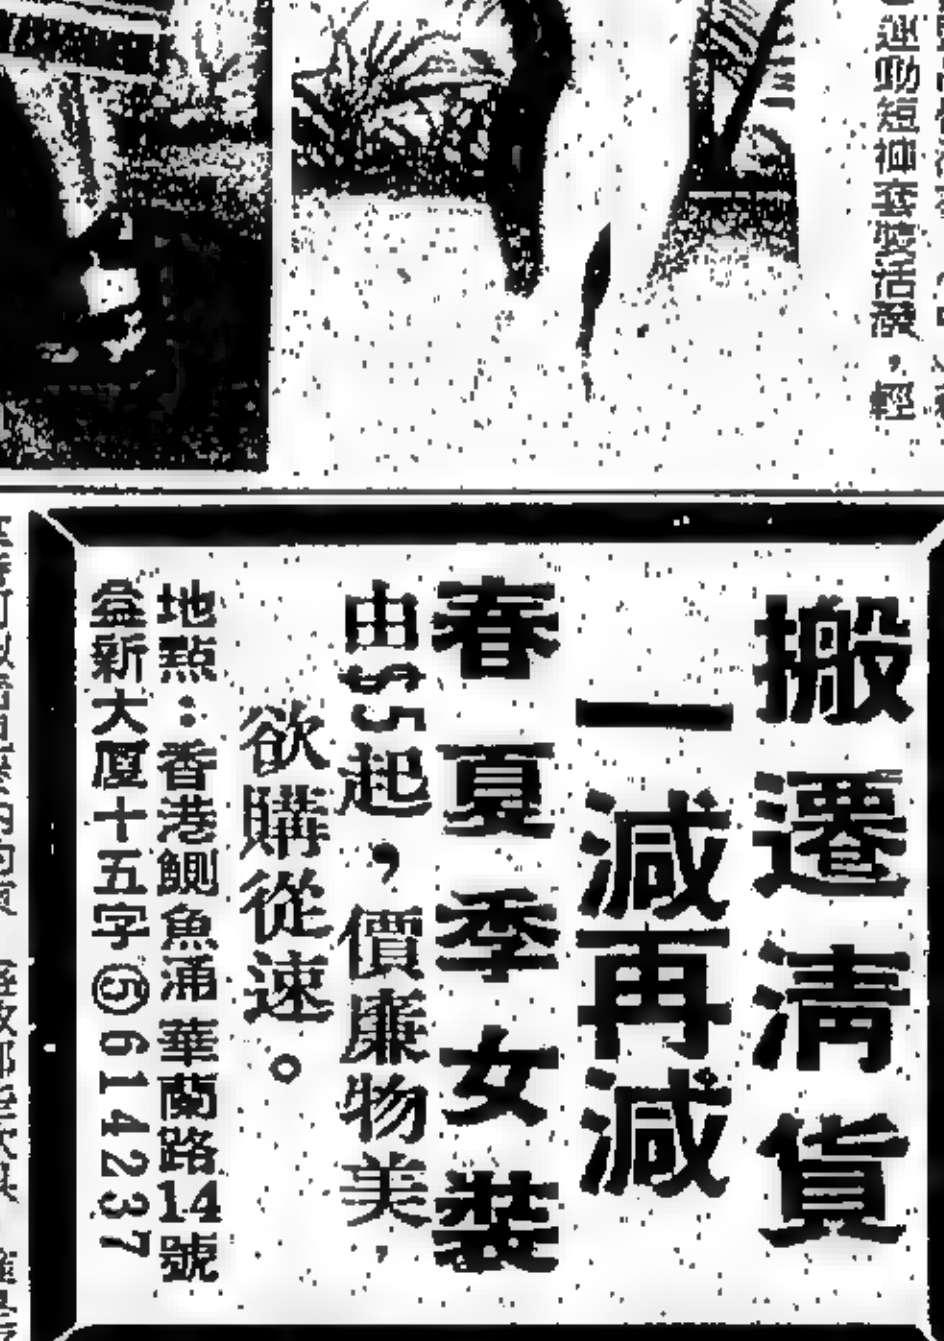 運動短褲套裝活潑，輕
搬遷清貨
一減再減
春夏季女裝
由$5起，價廉物美，
欲購從速。
地點：香港鰂魚涌華蘭路14號
益新大厦十五字⑤614237